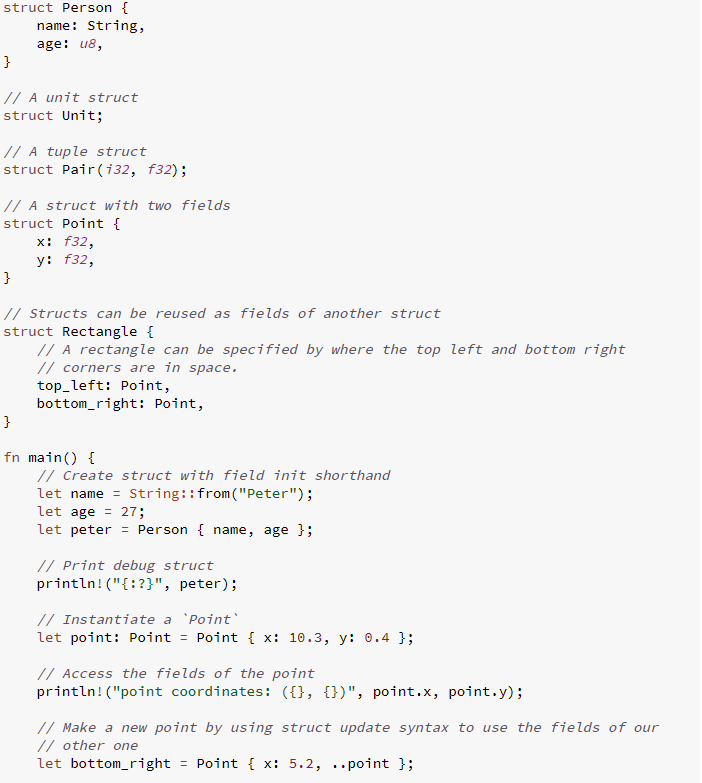 struct Person {
    name: String,
    age: u8,
}

// A unit struct
struct Unit;

// A tuple struct
struct Pair(i32, f32);

// A struct with two fields
struct Point {
    x: f32,
    y: f32,
}

// Structs can be reused as fields of another struct
struct Rectangle {
    // A rectangle can be specified by where the top left and bottom right
    // corners are in space.
    top_left: Point,
    bottom_right: Point,
}

fn main() {
    // Create struct with field init shorthand
    let name = String::from("Peter");
    let age = 27;
    let peter = Person { name, age };

    // Print debug struct
    println!("{:?}", peter);

    // Instantiate a `Point`
    let point: Point = Point { x: 10.3, y: 0.4 };

    // Access the fields of the point
    println!("point coordinates: ({}, {})", point.x, point.y);

    // Make a new point by using struct update syntax to use the fields of our
    // other one
    let bottom_right = Point { x: 5.2, ..point };